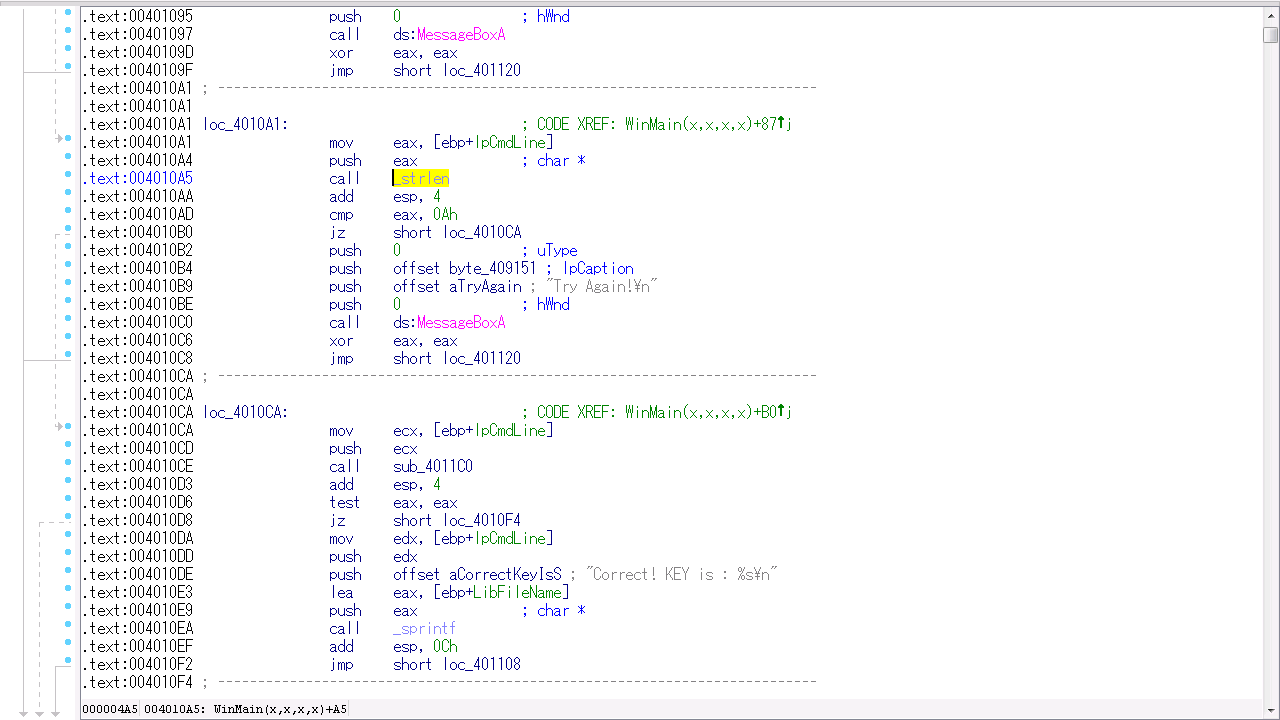 .text:00401095 push 0 ; hWnd
.text:00401097 call ds:MessageBoxA
.text:0040109D xor eax, eax
.text:0040109F jmp short loc_401120
.text:004010A1 ; ---------------------------------------------------------------------------
.text:004010A1
.text:004010A1 loc_4010A1: ; CODE XREF: WinMain(x,x,x,x)+87↑j
.text:004010A1 mov eax, [ebp+lpCmdLine]
.text:004010A4 push eax ; char *
.text:004010A5 call _strlen
.text:004010AA add esp, 4
.text:004010AD cmp eax, 0Ah
.text:004010B0 jz short loc_4010CA
.text:004010B2 push 0 ; uType
.text:004010B4 push offset byte_409151 ; lpCaption
.text:004010B9 push offset aTryAgain ; "Try Again!¥n"
.text:004010BE push 0 ; hWnd
.text:004010C0 call ds:MessageBoxA
.text:004010C6 xor eax, eax
.text:004010C8 jmp short loc_401120
.text:004010CA ; ---------------------------------------------------------------------------
.text:004010CA
.text:004010CA loc_4010CA: ; CODE XREF: WinMain(x,x,x,x)+B0↑j
.text:004010CA mov ecx, [ebp+lpCmdLine]
.text:004010CD push ecx
.text:004010CE call sub_4011C0
.text:004010D3 add esp, 4
.text:004010D6 test eax, eax
.text:004010D8 jz short loc_4010F4
.text:004010DA mov edx, [ebp+lpCmdLine]
.text:004010DD push edx
.text:004010DE push offset aCorrectKeyIsS ; "Correct! KEY is : %s¥n"
.text:004010E3 lea eax, [ebp+LibFileName]
.text:004010E9 push eax ; char *
.text:004010EA call _sprintf
.text:004010EF add esp, 0Ch
.text:004010F2 jmp short loc_401108
.text:004010F4 ; ---------------------------------------------------------------------------
000004A5 004010A5: WinMain(x,x,x,x)+A5